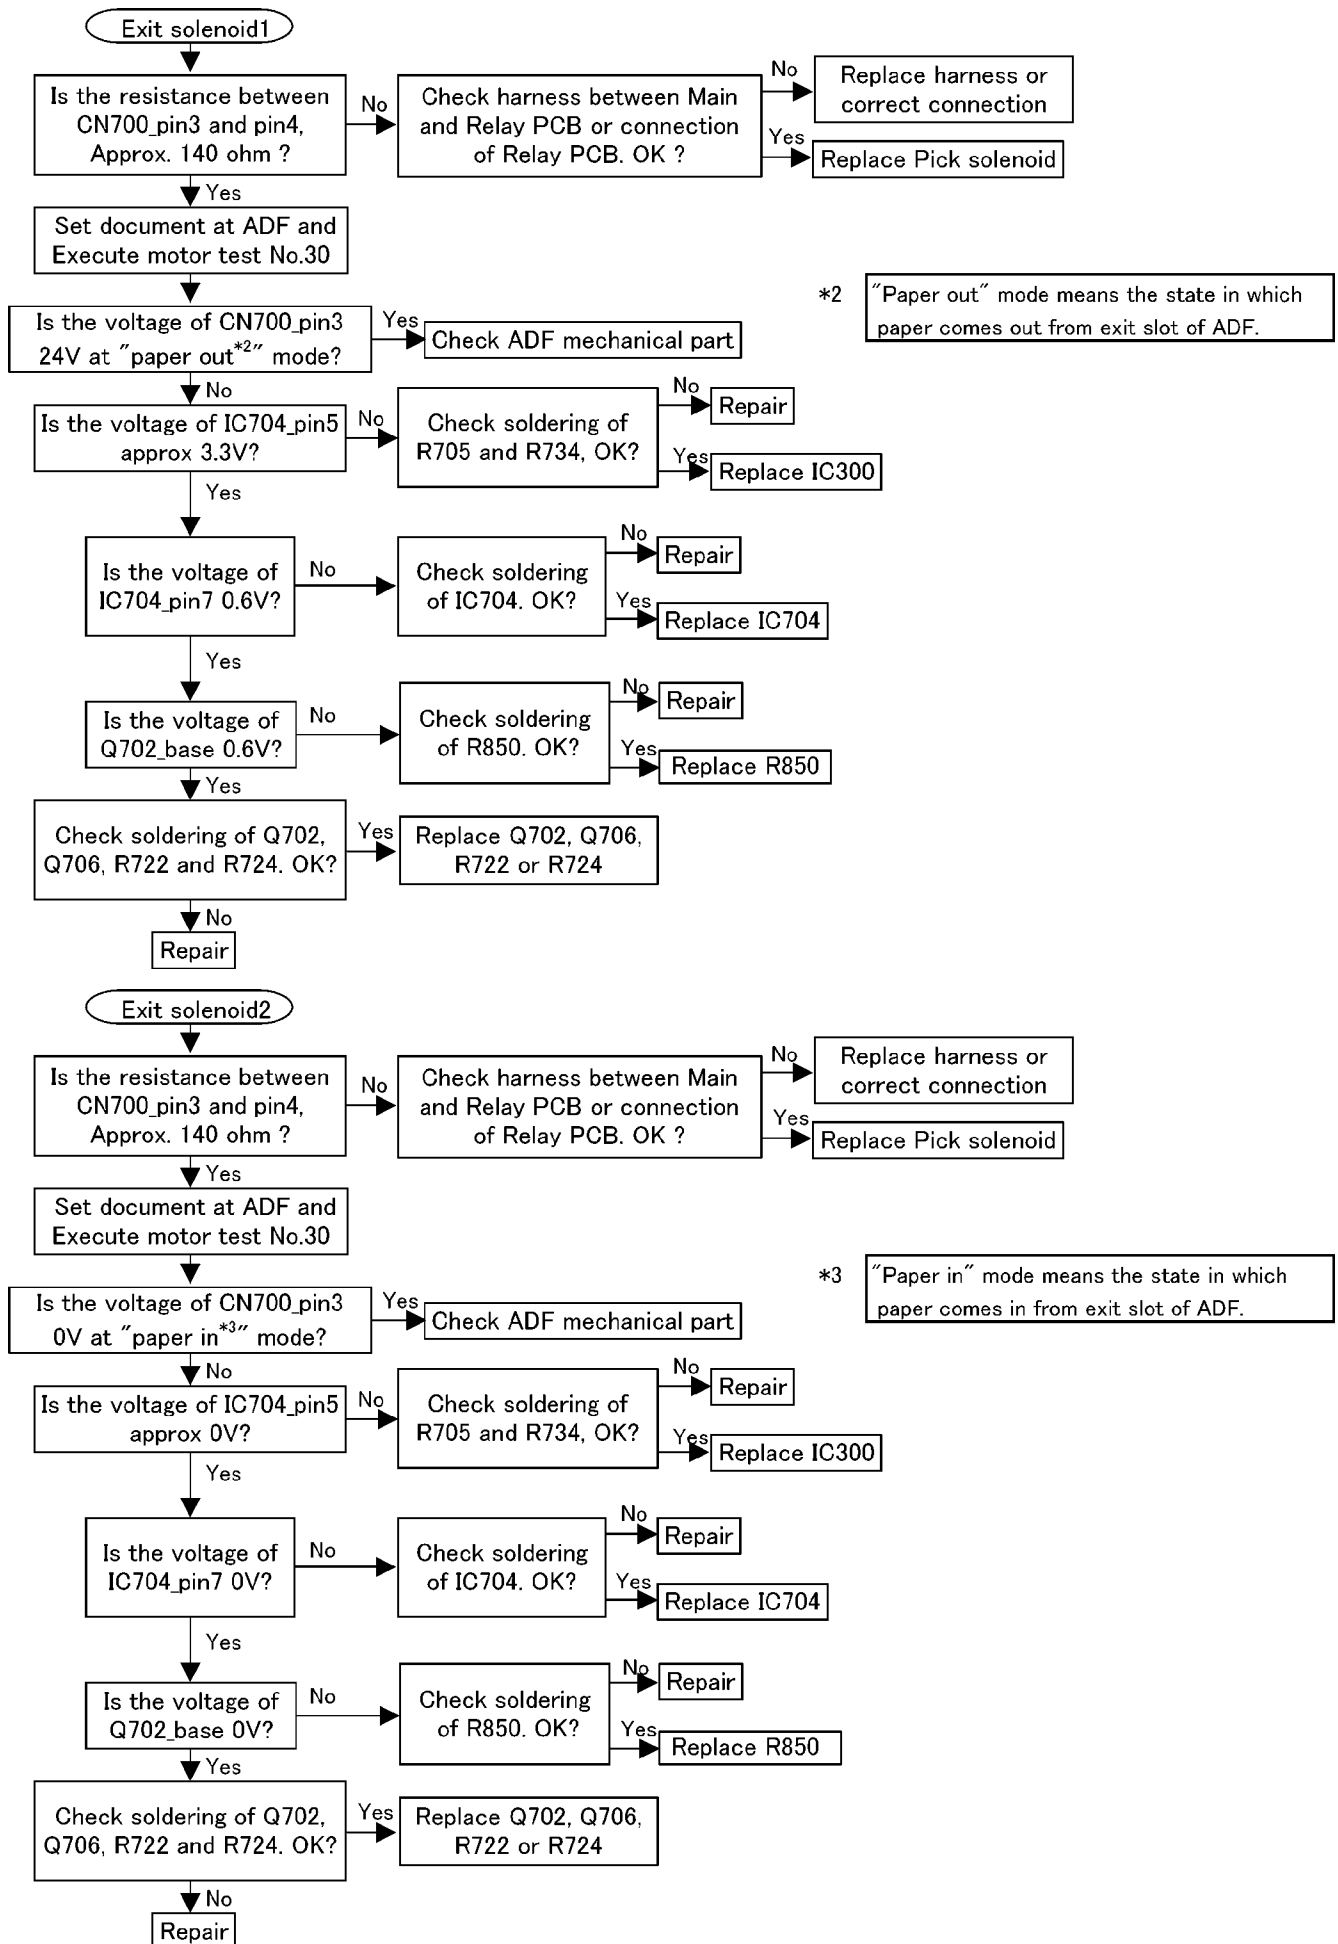 Exit solenoid1
Is the resistance between
CN700_pin3 and pin4,
Approx. 140 ohm ?
No
Check harness between Main
and Relay PCB or connection
of Relay PCB. OK ?
No
Replace harness or
correct connection
Yes
Replace Pick solenoid
Yes
Set document at ADF and
Execute motor test No.30
*2
"Paper out" mode means the state in which
paper comes out from exit slot of ADF.
Is the voltage of CN700_pin3
24V at "paper out*2" mode?
Yes
Check ADF mechanical part
No
Is the voltage of IC704_pin5
approx 3.3V?
No
Check soldering of
R705 and R734, OK?
No
Repair
Yes
Replace IC300
Yes
Is the voltage of
IC704_pin7 0.6V?
No
Check soldering
of IC704. OK?
No
Repair
Yes
Replace IC704
Yes
Is the voltage of
Q702_base 0.6V?
No
Check soldering
of R850. OK?
No
Repair
Yes
Replace R850
Yes
Check soldering of Q702,
Q706, R722 and R724. OK?
Yes
Replace Q702, Q706,
R722 or R724
No
Repair
Exit solenoid2
Is the resistance between
CN700_pin3 and pin4,
Approx. 140 ohm ?
No
Check harness between Main
and Relay PCB or connection
of Relay PCB. OK ?
No
Replace harness or
correct connection
Yes
Replace Pick solenoid
Yes
Set document at ADF and
Execute motor test No.30
*3
"Paper in" mode means the state in which
paper comes in from exit slot of ADF.
Is the voltage of CN700_pin3
0V at "paper in*3" mode?
Yes
Check ADF mechanical part
No
Is the voltage of IC704_pin5
approx 0V?
No
Check soldering of
R705 and R734, OK?
No
Repair
Yes
Replace IC300
Yes
Is the voltage of
IC704_pin7 0V?
No
Check soldering
of IC704. OK?
No
Repair
Yes
Replace IC704
Yes
Is the voltage of
Q702_base 0V?
No
Check soldering
of R850. OK?
No
Repair
Yes
Replace R850
Yes
Check soldering of Q702,
Q706, R722 and R724. OK?
Yes
Replace Q702, Q706,
R722 or R724
No
Repair